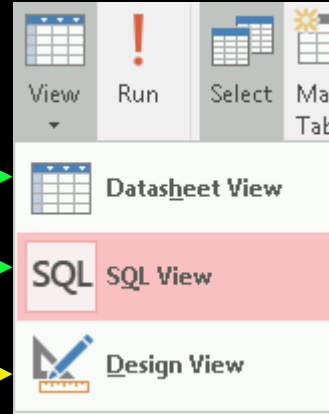 View Run Select Ma
Tab
Datasheet View
SQL SQL View
Design View